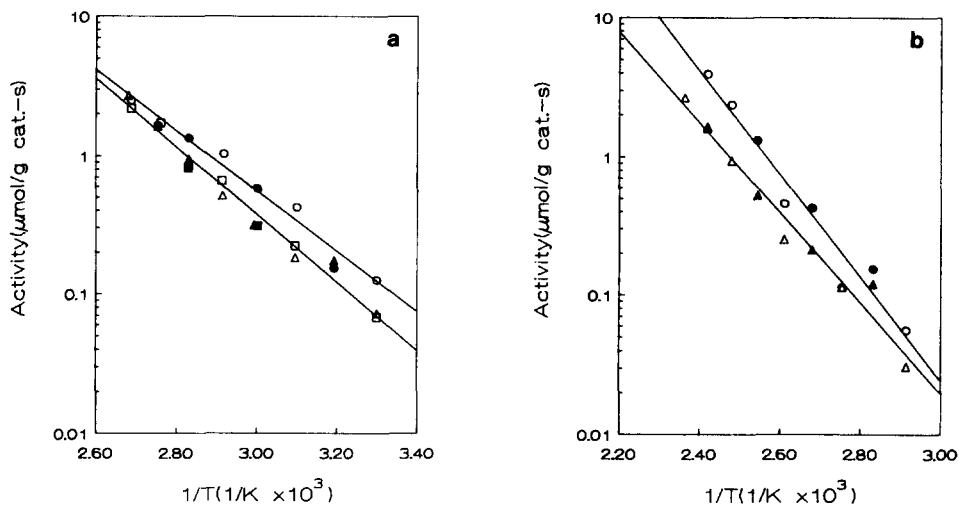 a
10
1
0.1
0.01
Activity(μmol/g cat.-s)
2.60 2.80 3.00 3.20 3.40
1/T(1/K ×10³)
b
10
1
0.1
0.01
Activity(μmol/g cat.-s)
2.20 2.40 2.60 2.80 3.00
1/T(1/K ×10³)